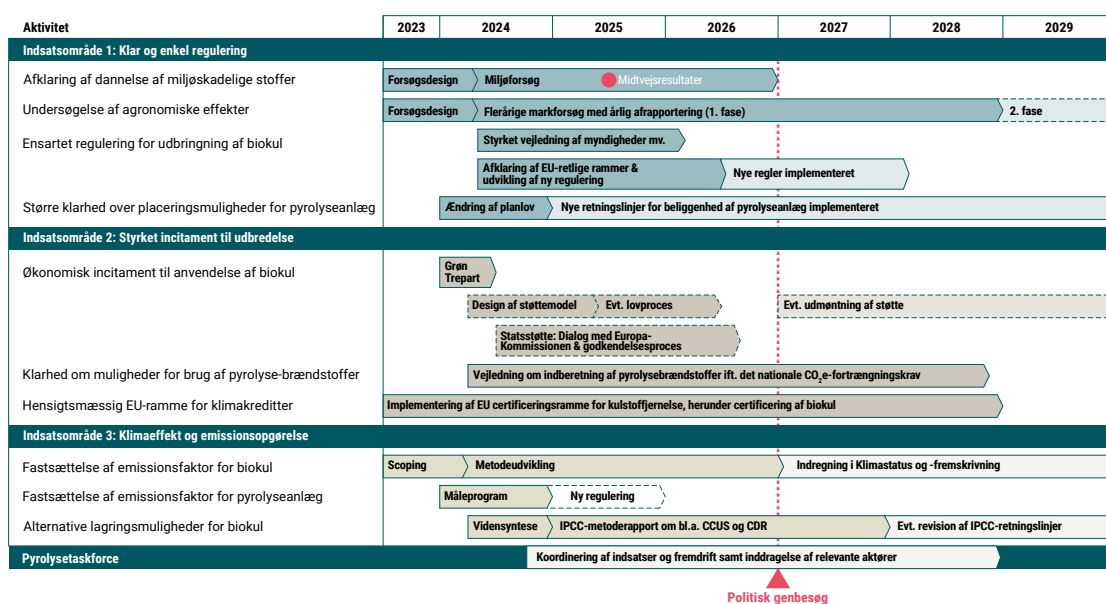 Aktivitet 2023 2024 2025 2026 2027 2028 2029
Indsatsområde 1: Klar og enkel regulering
Afklaring af dannelse af miljøskadelige stoffer Forsøgsdesign Miljøforsøg Midtvejsresultater
Undersøgelse af agronomiske effekter Forsøgsdesign Flerårige markforsøg med årlig afrapportering (1. fase) 2. fase
Ensartet regulering for udbringning af biokul
Styrket vejledning af myndigheder mv.
Afklaring af EU-retlige rammer &
udvikling af ny regulering
Nye regler implementeret
Større klarhed over placeringsmuligheder for pyrolyseanlæg Ændring af planlov Nye retningslinjer for beliggenhed af pyrolyseanlæg implementeret
Indsatsområde 2: Styrket incitament til udbredelse
Økonomisk incitament til anvendelse af biokul
Grøn
Trepart
Design af støttemodel Evt. lovproces Evt. udmøntning af støtte
Statsstøtte: Dialog med Europa-
Kommissionen & godkendelsesproces
Klarhed om muligheder for brug af pyrolyse-brændstoffer Vejledning om indberetning af pyrolysebrændstoffer ift. det nationale CO₂e-fortrængningskrav
Hensigtsmæssig EU-ramme for klimakreditter Implementering af EU certificeringsramme for kulstoffjernelse, herunder certificering af biokul
Indsatsområde 3: Klimaeffekt og emissionsopgørelse
Fastsættelse af emissionsfaktor for biokul Scoping Metodeudvikling Indregning i Klimastatus og -fremskrivning
Fastsættelse af emissionsfaktor for pyrolyseanlæg Måleprogram Ny regulering
Alternative lagringsmuligheder for biokul Vidensyntese IPCC-metoderapport om bl.a. CCUS og CDR Evt. revision af IPCC-retningslinjer
Pyrolysetaskforce Koordinering af indsatser og fremdrift samt inddragelse af relevante aktører
Politisk genbesøg